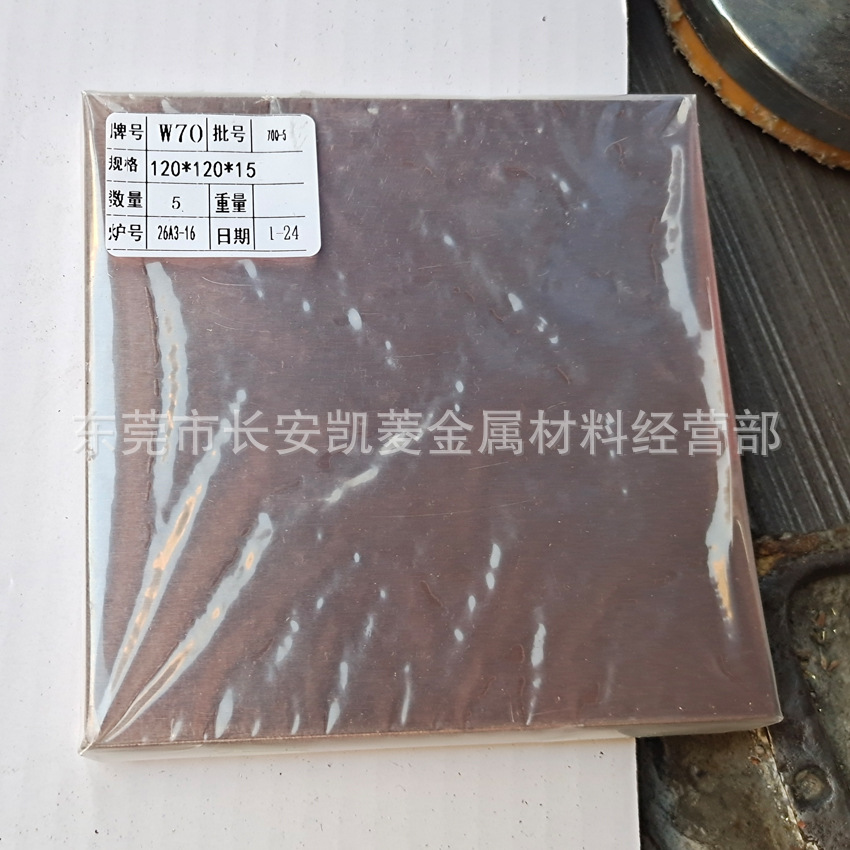 牌号 W70 批号 70Q-5
规格 120*120*15
数量 5 重量
炉号 26A3-16 日期 1-24
东莞市长安凯菱金属材料经营部